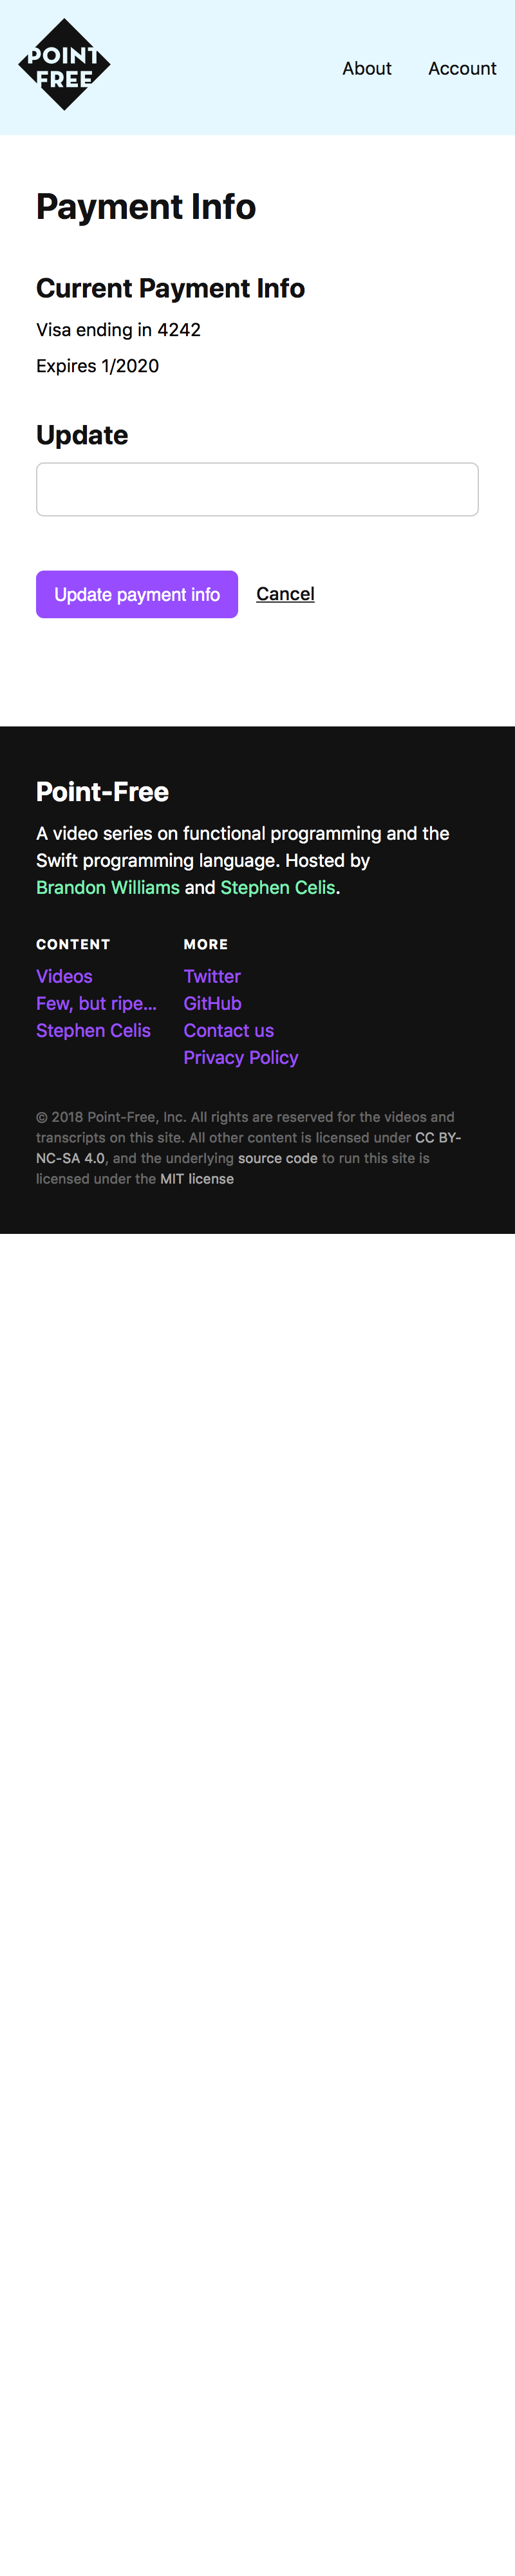 POINT
FREE
About Account
Payment Info
Current Payment Info
Visa ending in 4242
Expires 1/2020
Update
Update payment info Cancel
Point-Free
A video series on functional programming and the
Swift programming language. Hosted by
Brandon Williams and Stephen Celis.
CONTENT
Videos
Few, but ripe...
Stephen Celis
MORE
Twitter
GitHub
Contact us
Privacy Policy
© 2018 Point-Free, Inc. All rights are reserved for the videos and
transcripts on this site. All other content is licensed under CC BY-
NC-SA 4.0, and the underlying source code to run this site is
licensed under the MIT license